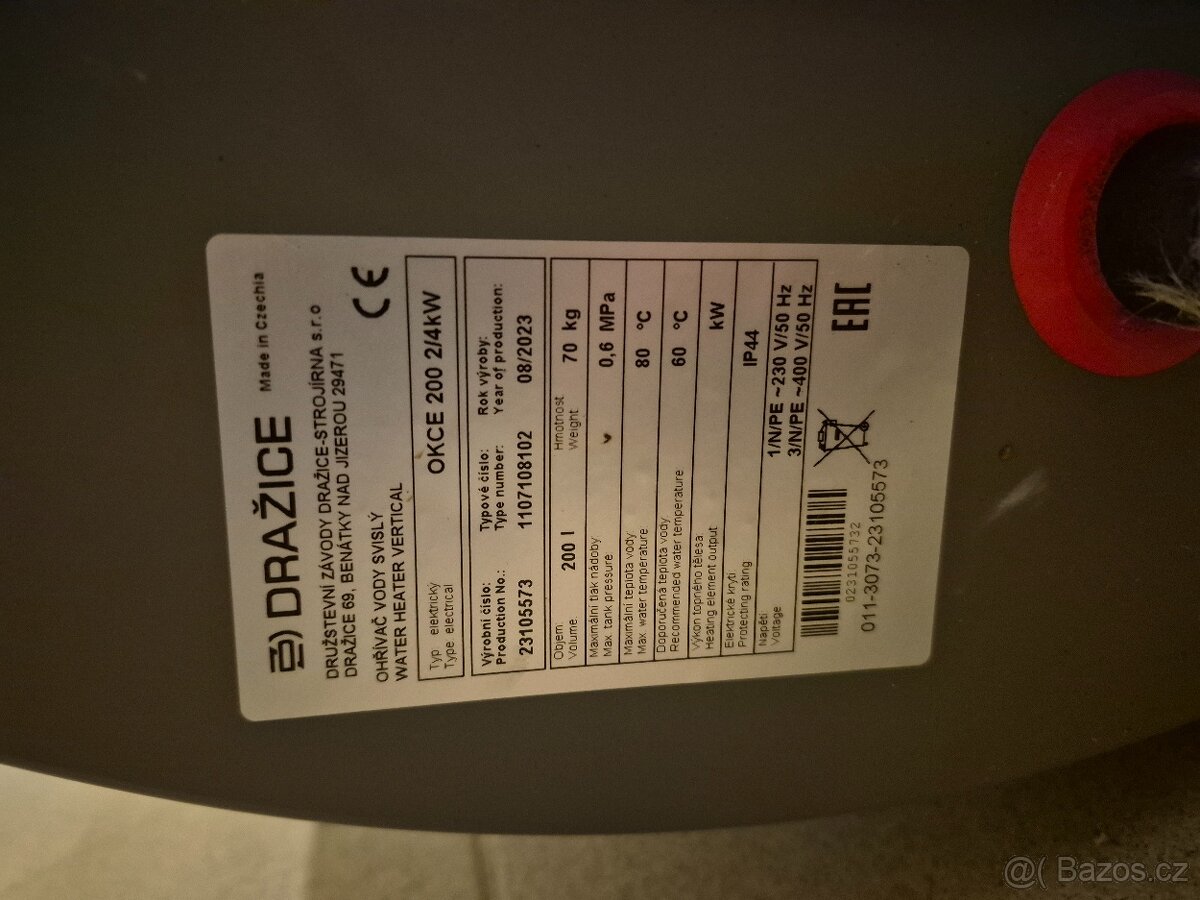 DRAŽICE Made in Czechia
DRUŽSTEVNÍ ZÁVODY DRAŽICE-STROJÍRNA s.r.o
DRAŽICE 69, BENÁTKY NAD JIZEROU 29471
CE
OHŘÍVAČ VODY SVISLÝ
WATER HEATER VERTICAL
Typ elektrický
Type electrical
OKCE 200 2/4kW
Výrobní číslo: Typové číslo: Rok výroby:
Production No.: Type number: Year of production:
23105573 1107108102 08/2023
Objem 200 l Hmotnost 70 kg
Volume Weight
Maximální tlak nádoby 0,6 MPa
Max. tank pressure
Maximální teplota vody 80 °C
Max. water temperature
Doporučená teplota vody 60 °C
Recommended water temperature
Výkon topného tělesa kW
Heating element output
Elektrické krytí IP44
Protecting rating
Napětí 1/N/PE ~230 V/50 Hz
Voltage 3/N/PE ~400 V/50 Hz
0231055732
011-3073-23105573
EAC
@( Bazos.cz